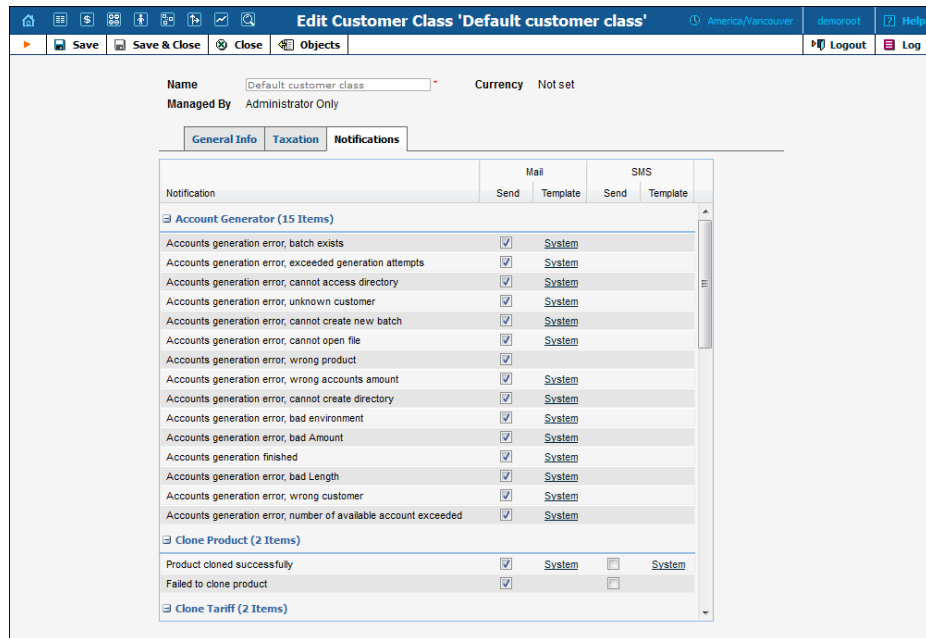 Edit Customer Class 'Default customer class' America/Vancouver demoroot ? Help
Save Save & Close Close Objects Logout Log
Name Default customer class * Currency Not set
Managed By Administrator Only
General Info Taxation Notifications
Mail SMS
Notification Send Template Send Template
Account Generator (15 Items)
Accounts generation error, batch exists System
Accounts generation error, exceeded generation attempts System
Accounts generation error, cannot access directory System
Accounts generation error, unknown customer System
Accounts generation error, cannot create new batch System
Accounts generation error, cannot open file System
Accounts generation error, wrong product
Accounts generation error, wrong accounts amount System
Accounts generation error, cannot create directory System
Accounts generation error, bad environment System
Accounts generation error, bad Amount System
Accounts generation finished System
Accounts generation error, bad Length System
Accounts generation error, wrong customer System
Accounts generation error, number of available account exceeded System
Clone Product (2 Items)
Product cloned successfully System System
Failed to clone product
Clone Tariff (2 Items)